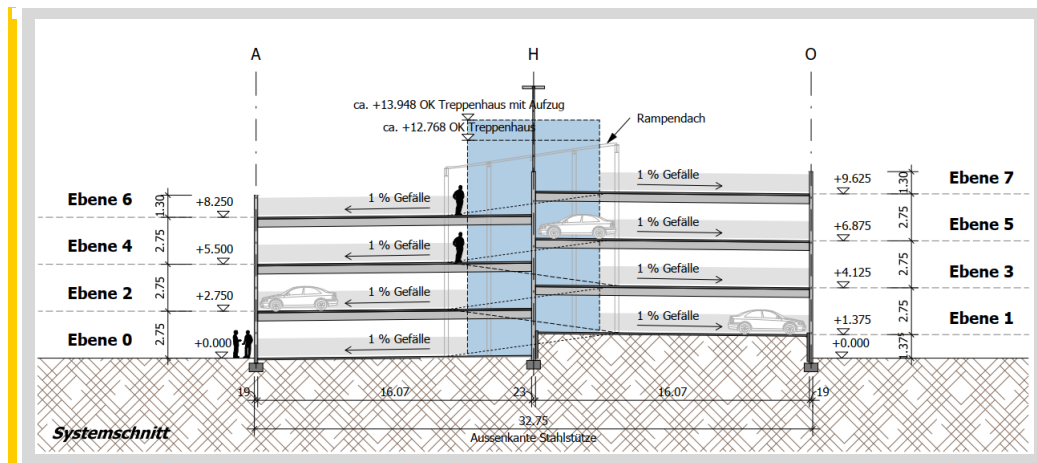 A H O
ca. +13.948 OK Treppenhaus mit Aufzug
ca. +12.768 OK Treppenhaus
Rampendach
Ebene 6 1.30 +8.250 1 % Gefälle 1 % Gefälle +9.625 1.30 Ebene 7
Ebene 4 2.75 +5.500 1 % Gefälle 1 % Gefälle +6.875 2.75 Ebene 5
Ebene 2 2.75 +2.750 1 % Gefälle 1 % Gefälle +4.125 2.75 Ebene 3
Ebene 0 2.75 +0.000 1 % Gefälle 1 % Gefälle +1.375 2.75 Ebene 1
+0.000 1.375
19 16.07 23 16.07 19
32.75
Systemschnitt Aussenkante Stahlstütze